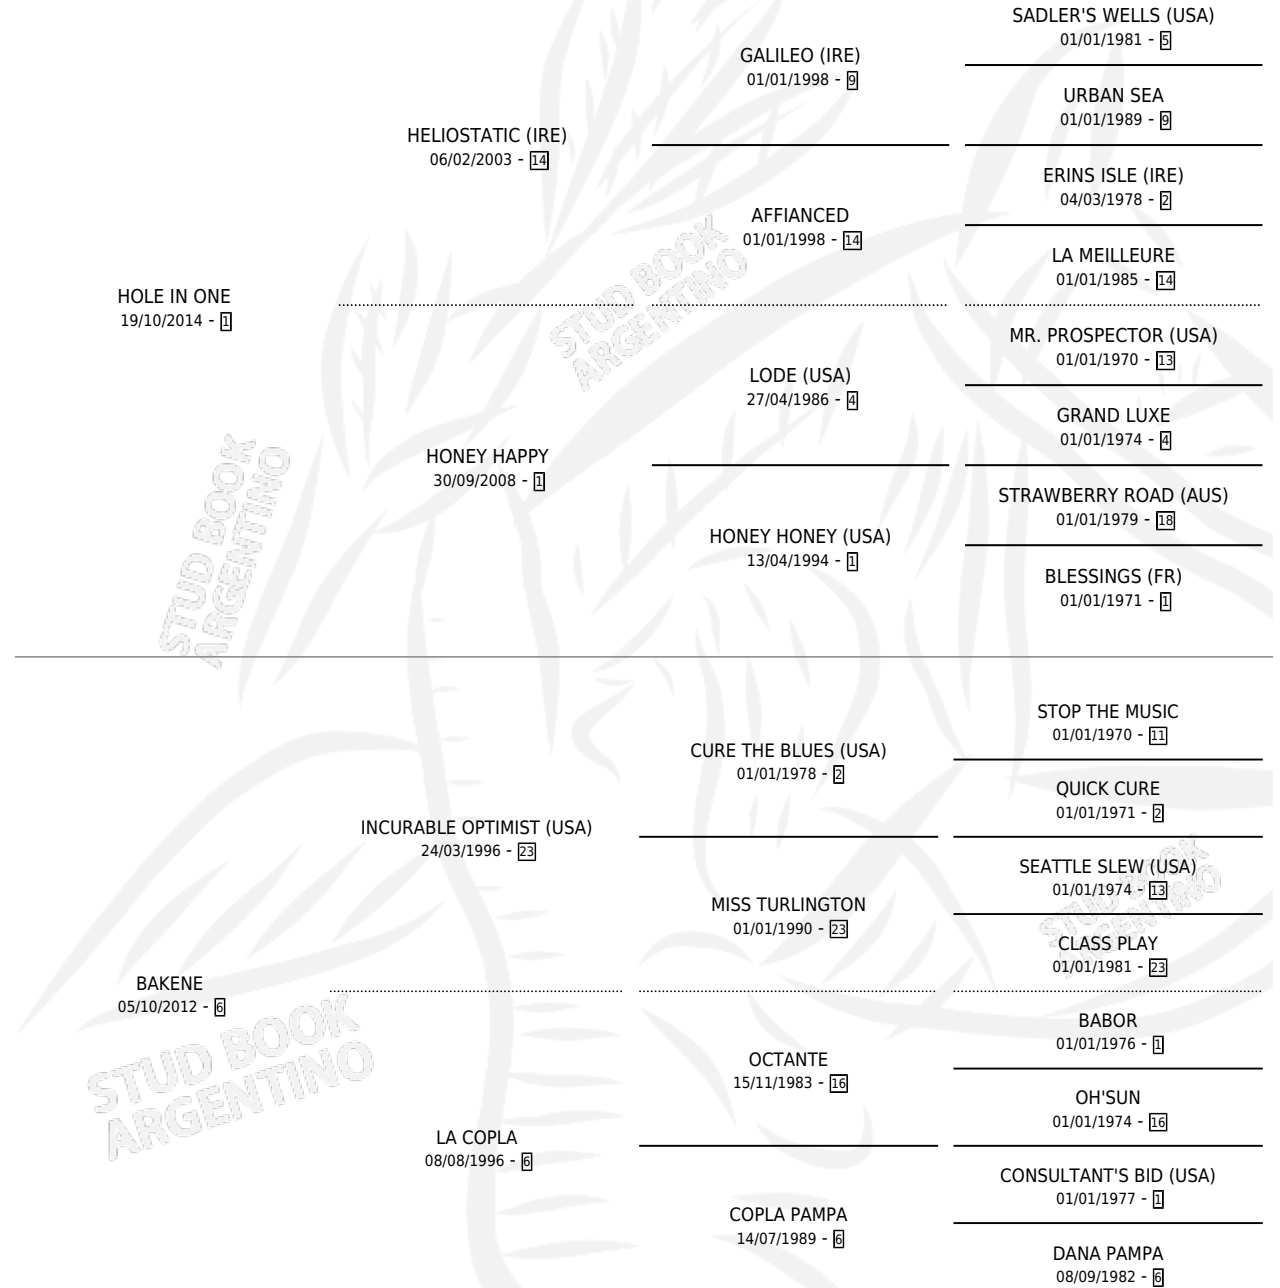 SADLER'S WELLS (USA)
01/01/1981 - 5
GALILEO (IRE)
01/01/1998 - 9
URBAN SEA
01/01/1989 - 9
HELIOSTATIC (IRE)
06/02/2003 - 14
ERINS ISLE (IRE)
04/03/1978 - 2
AFFIANCED
01/01/1998 - 14
LA MEILLEURE
01/01/1985 - 14
HOLE IN ONE
19/10/2014 - 1
MR. PROSPECTOR (USA)
01/01/1970 - 13
LODE (USA)
27/04/1986 - 4
GRAND LUXE
01/01/1974 - 4
HONEY HAPPY
30/09/2008 - 1
STRAWBERRY ROAD (AUS)
01/01/1979 - 18
HONEY HONEY (USA)
13/04/1994 - 1
BLESSINGS (FR)
01/01/1971 - 1
STUD BOOK
ARGENTINO
STUD BOOK
ARGENTINO
STOP THE MUSIC
01/01/1970 - 11
CURE THE BLUES (USA)
01/01/1978 - 2
QUICK CURE
01/01/1971 - 2
INCURABLE OPTIMIST (USA)
24/03/1996 - 23
SEATTLE SLEW (USA)
01/01/1974 - 13
MISS TURLINGTON
01/01/1990 - 23
CLASS PLAY
01/01/1981 - 23
STUD BOOK
ARGENTINO
BAKENE
05/10/2012 - 6
BABOR
01/01/1976 - 1
OCTANTE
15/11/1983 - 16
OH'SUN
01/01/1974 - 16
STUD BOOK
ARGENTINO
LA COPLA
08/08/1996 - 6
CONSULTANT'S BID (USA)
01/01/1977 - 1
COPLA PAMPA
14/07/1989 - 6
DANA PAMPA
08/09/1982 - 6